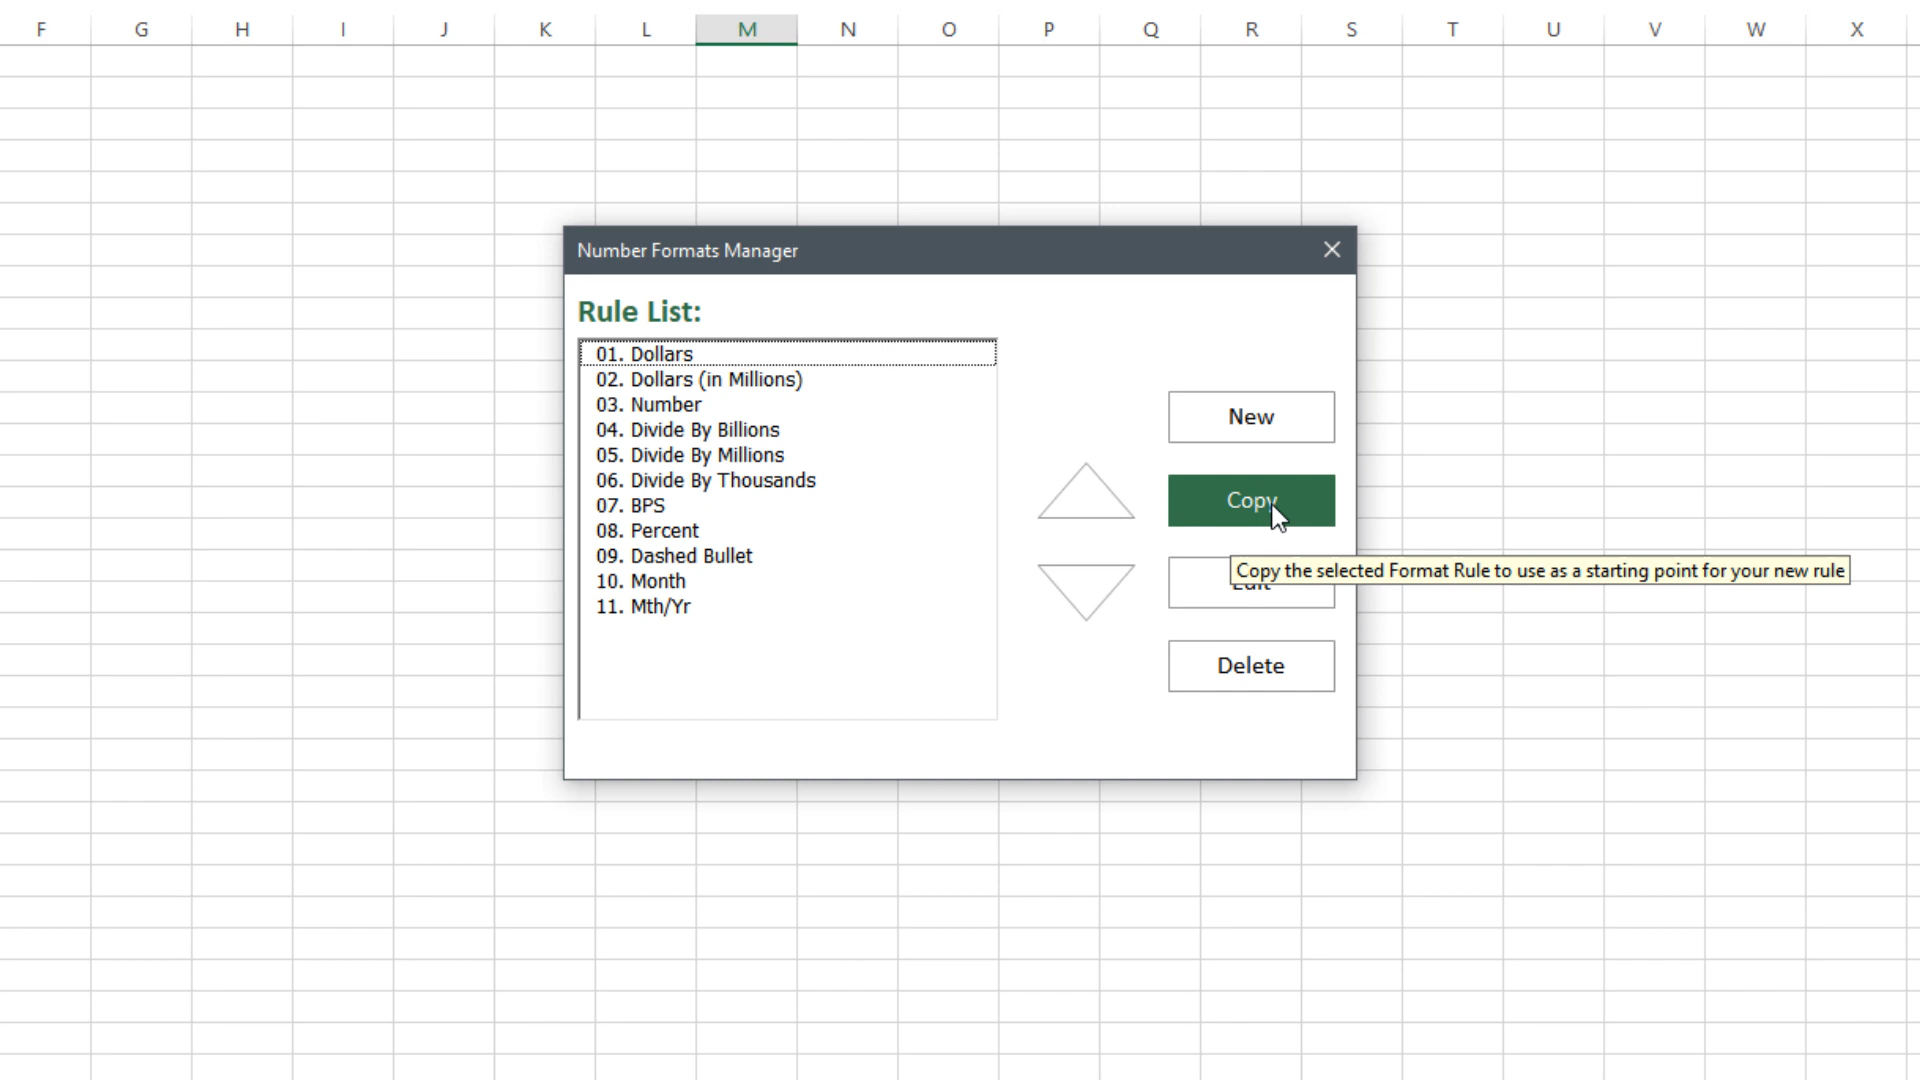 F G H I J K L M N O P Q R S T U V W X
Number Formats Manager
Rule List:
01. Dollars
02. Dollars (in Millions)
03. Number
04. Divide By Billions
05. Divide By Millions
06. Divide By Thousands
07. BPS
08. Percent
09. Dashed Bullet
10. Month
11. Mth/Yr
New
Copy
Copy the selected Format Rule to use as a starting point for your new rule
Edit
Delete